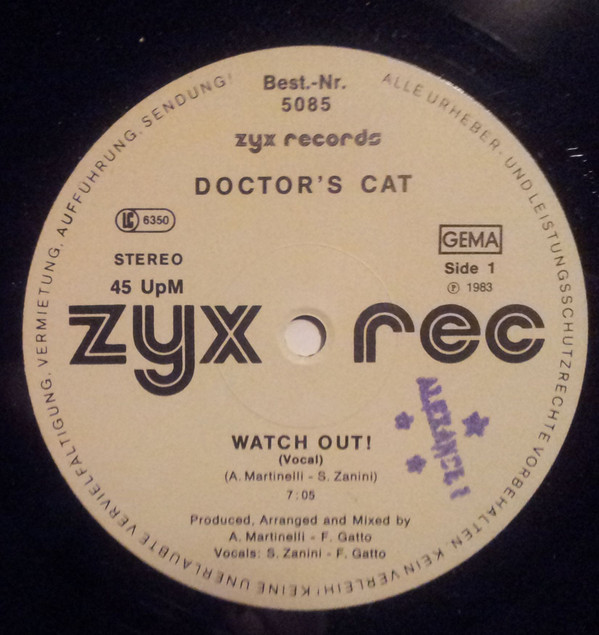 Best.-Nr.
5085
zyx records
DOCTOR'S CAT
LC 6350
GEMA
STEREO
Side 1
45 UpM
℗ 1983
zyx rec
WATCH OUT!
(Vocal)
(A. Martinelli - S. Zanini)
7:05
Produced, Arranged and Mixed by
A. Martinelli - F. Gatto
Vocals: S. Zanini - F. Gatto
ALLE URHEBER- UND LEISTUNGSSCHUTZRECHTE VORBEHALTEN. KEIN VERLEIH! KEINE UNERLAUBTE VERVIELFÄLTIGUNG, VERMIETUNG, AUFFÜHRUNG, SENDUNG!